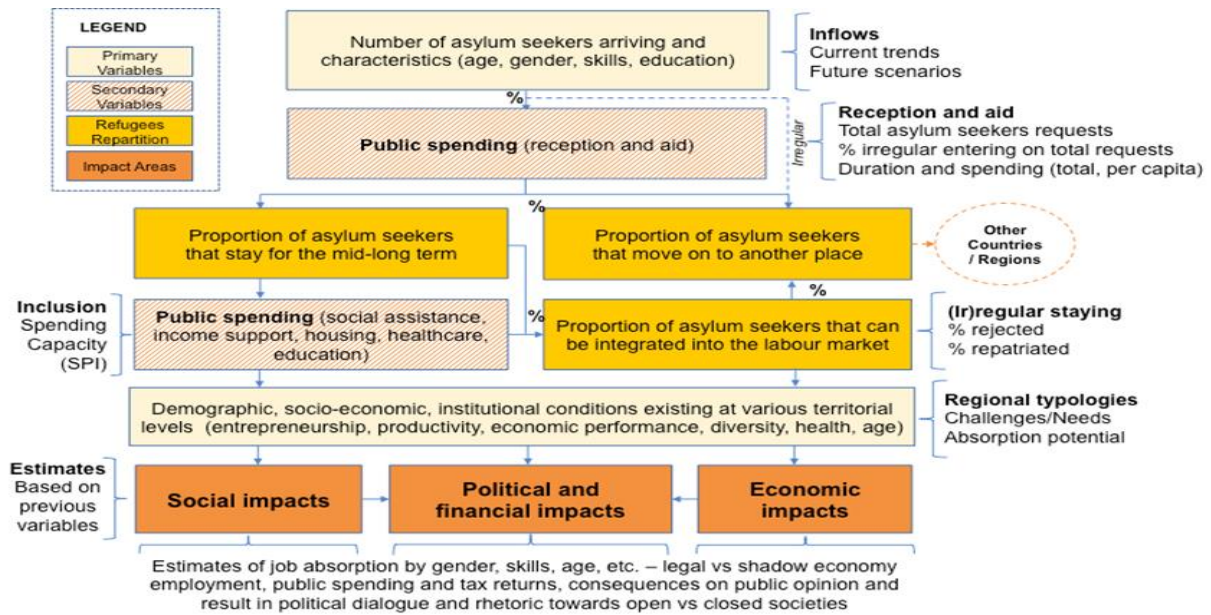 LEGEND
Primary
Variables
Secondary
Variables
Refugees
Repartition
Impact Areas
Number of asylum seekers arriving and
characteristics (age, gender, skills, education)
Inflows
Current trends
Future scenarios
%
Irregular
Public spending (reception and aid)
Reception and aid
Total asylum seekers requests
% irregular entering on total requests
Duration and spending (total, per capita)
%
Proportion of asylum seekers
that stay for the mid-long term
Proportion of asylum seekers
that move on to another place
Other
Countries
/ Regions
%
Inclusion
Spending
Capacity
(SPI)
Public spending (social assistance,
income support, housing, healthcare,
education)
%
Proportion of asylum seekers that can
be integrated into the labour market
(Ir)regular staying
% rejected
% repatriated
Demographic, socio-economic, institutional conditions existing at various territorial
levels (entrepreneurship, productivity, economic performance, diversity, health, age)
Regional typologies
Challenges/Needs
Absorption potential
Estimates
Based on
previous
variables
Social impacts
Political and
financial impacts
Economic
impacts
Estimates of job absorption by gender, skills, age, etc. – legal vs shadow economy
employment, public spending and tax returns, consequences on public opinion and
result in political dialogue and rhetoric towards open vs closed societies